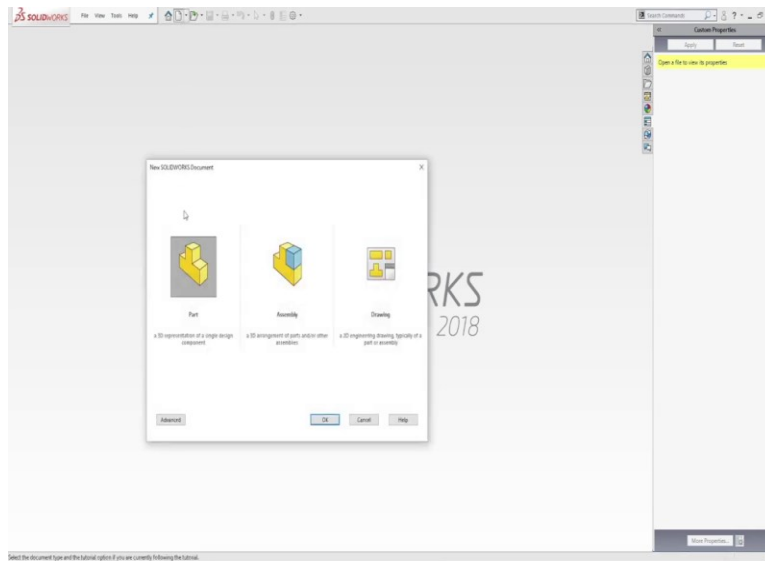 SOLIDWORKS File View Tools Help
Search Commands
Custom Properties
Apply Reset
Open a file to view its properties
New SOLIDWORKS Document
Part
a 3D representation of a single design
component
Assembly
a 3D arrangement of parts and/or other
assemblies
Drawing
a 2D engineering drawing, typically of a
part or assembly
RKS
2018
Advanced OK Cancel Help
More Properties...
Select the document type and the tutorial option if you are currently following the tutorial.